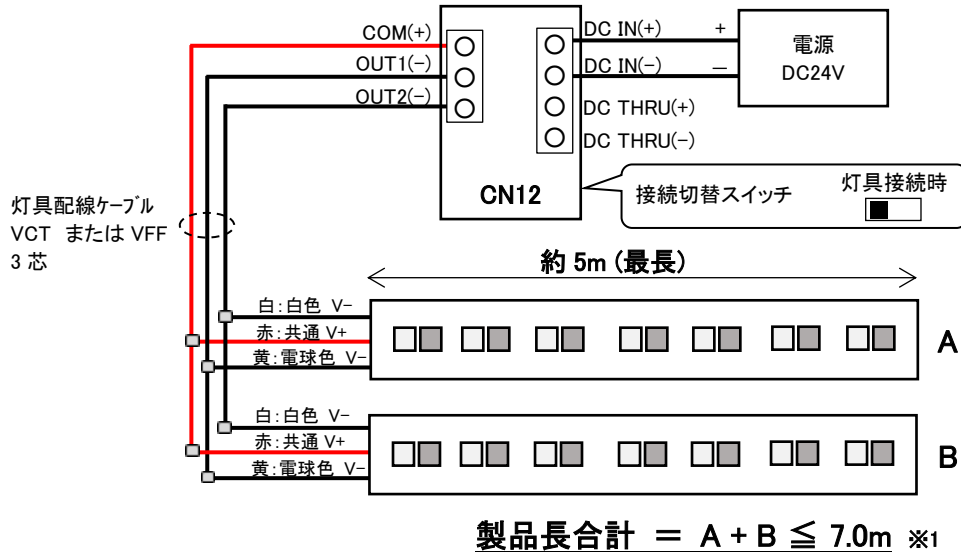 COM(+)
OUT1(-)
OUT2(-)
DC IN(+)
DC IN(-)
DC THRU(+)
DC THRU(-)
+
-
電源
DC24V
CN12
接続切替スイッチ
灯具接続時
灯具配線ケーブル
VCT または VFF
3 芯
約 5m (最長)
白:白色 V-
赤:共通 V+
黄:電球色 V-
A
白:白色 V-
赤:共通 V+
黄:電球色 V-
B
製品長合計 = A + B ≦ 7.0m ※1